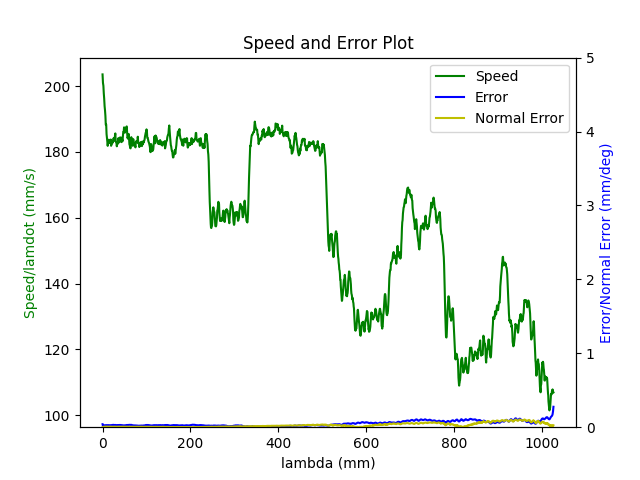 Speed and Error Plot
Speed
Error
Normal Error
Speed/lamdot (mm/s)
200
180
160
140
120
100
5
4
3
2
1
0
Error/Normal Error (mm/deg)
0
200
400
600
800
1000
lambda (mm)